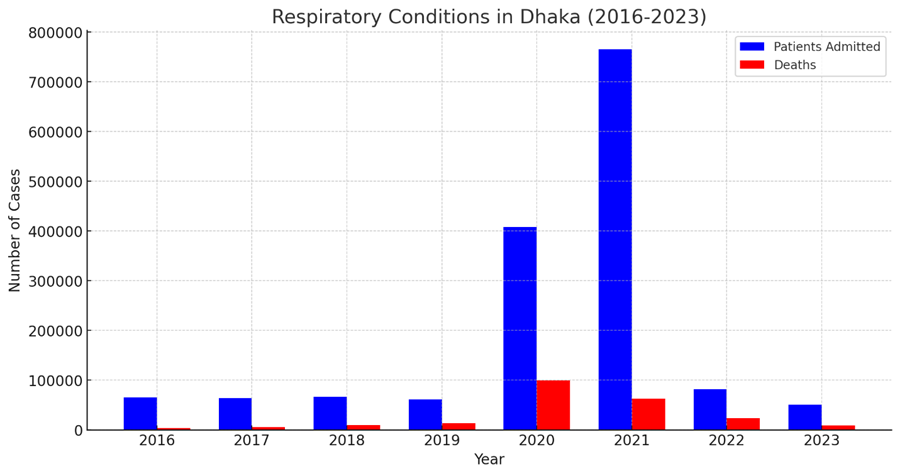 Respiratory Conditions in Dhaka (2016-2023)
Patients Admitted
Deaths
Number of Cases
800000
700000
600000
500000
400000
300000
200000
100000
0
2016 2017 2018 2019 2020 2021 2022 2023
Year